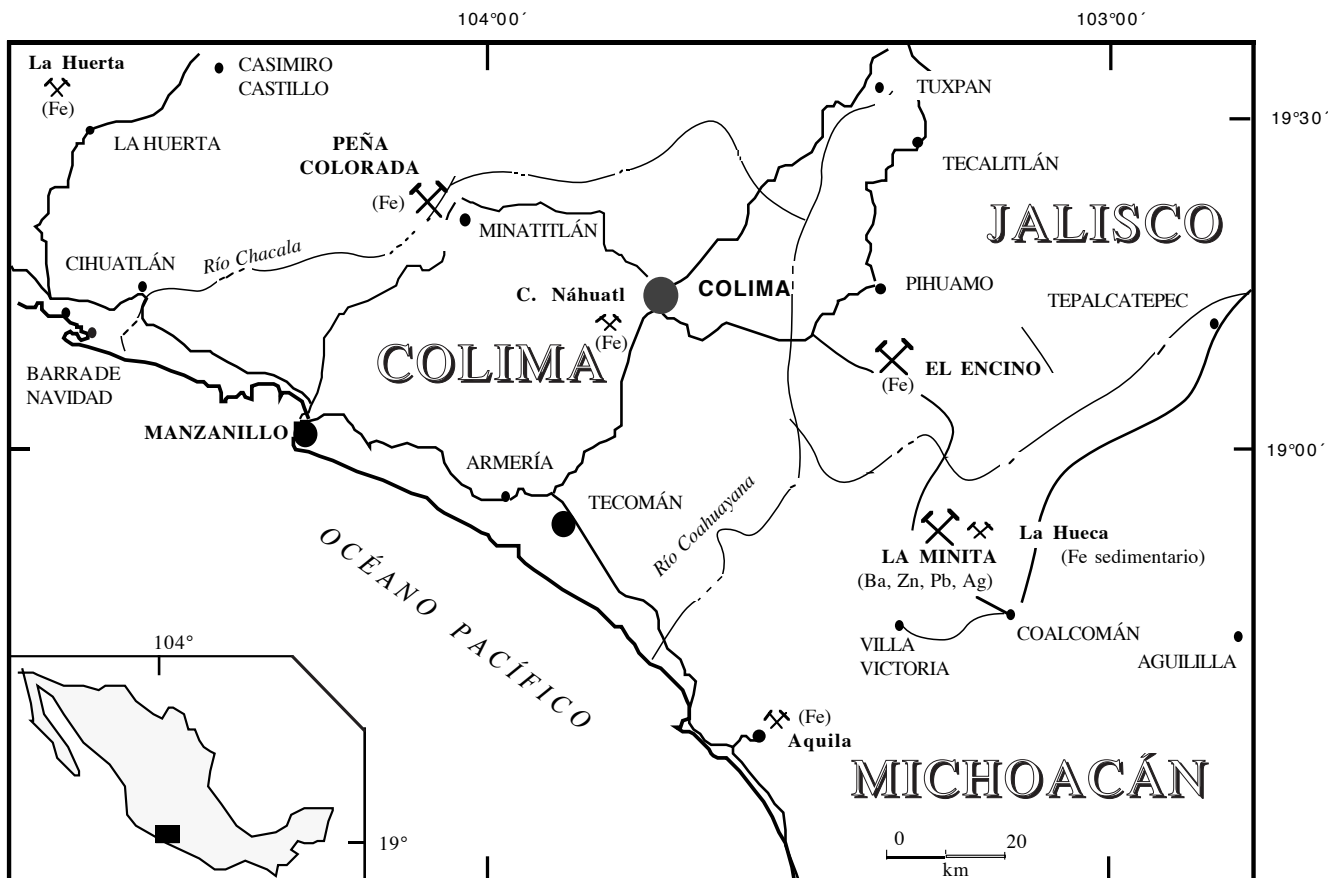 104°00´
103°00´
La Huerta
(Fe)
CASIMIRO
CASTILLO
LA HUERTA
PEÑA
COLORADA
(Fe)
MINATITLÁN
TUXPAN
19°30´
TECALITLÁN
JALISCO
CIHUATLÁN
Río Chacala
C. Náhuatl
(Fe)
COLIMA
PIHUAMO
TEPALCATEPEC
COLIMA
EL ENCINO
(Fe)
BARRA DE
NAVIDAD
MANZANILLO
19°00´
ARMERÍA
TECOMÁN
Río Coahuayana
OCÉANO PACÍFICO
LA MINITA
(Ba, Zn, Pb, Ag)
La Hueca
(Fe sedimentario)
VILLA
VICTORIA
COALCOMÁN
AGUILILLA
(Fe)
Aquila
MICHOACÁN
0 20
km
104°
19°